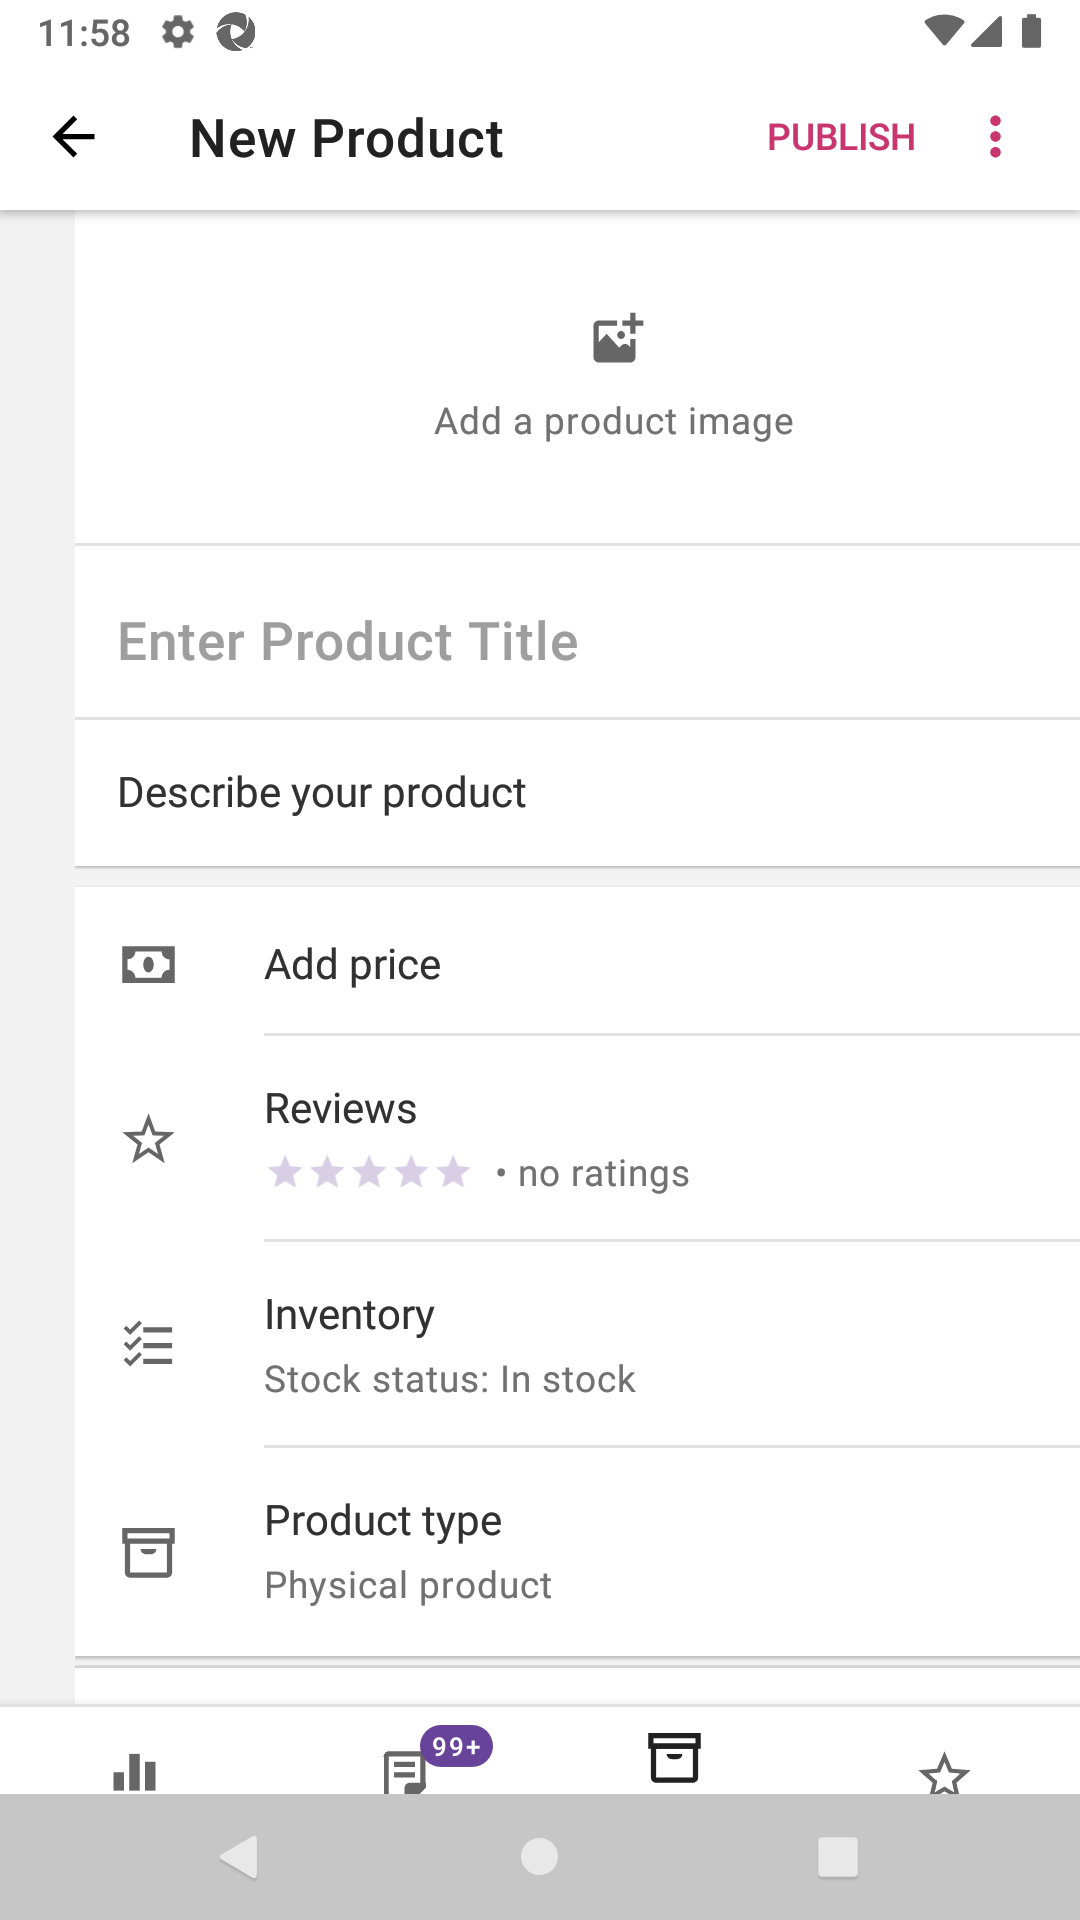 11:58
New Product
PUBLISH
Add a product image
Enter Product Title
Describe your product
Add price
Reviews
• no ratings
Inventory
Stock status: In stock
Product type
Physical product
99+